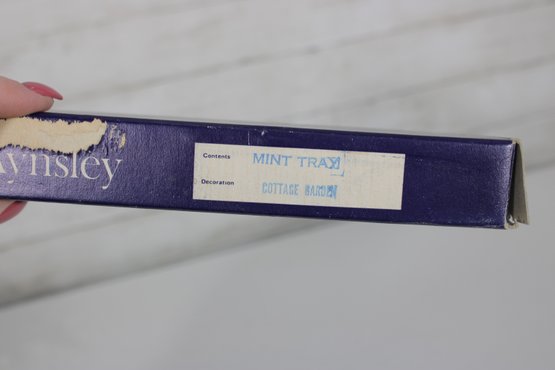 ynsley
Contents MINT TRAY
Decoration COTTAGE GARDEN